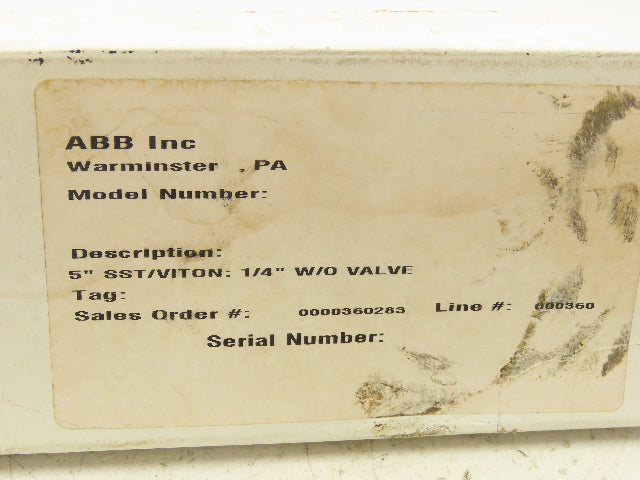 ABB Inc
Warminster , PA
Model Number:
Description:
5" SST/VITON: 1/4" W/O VALVE
Tag:
Sales Order #: 0000360283 Line #: 000360
Serial Number: